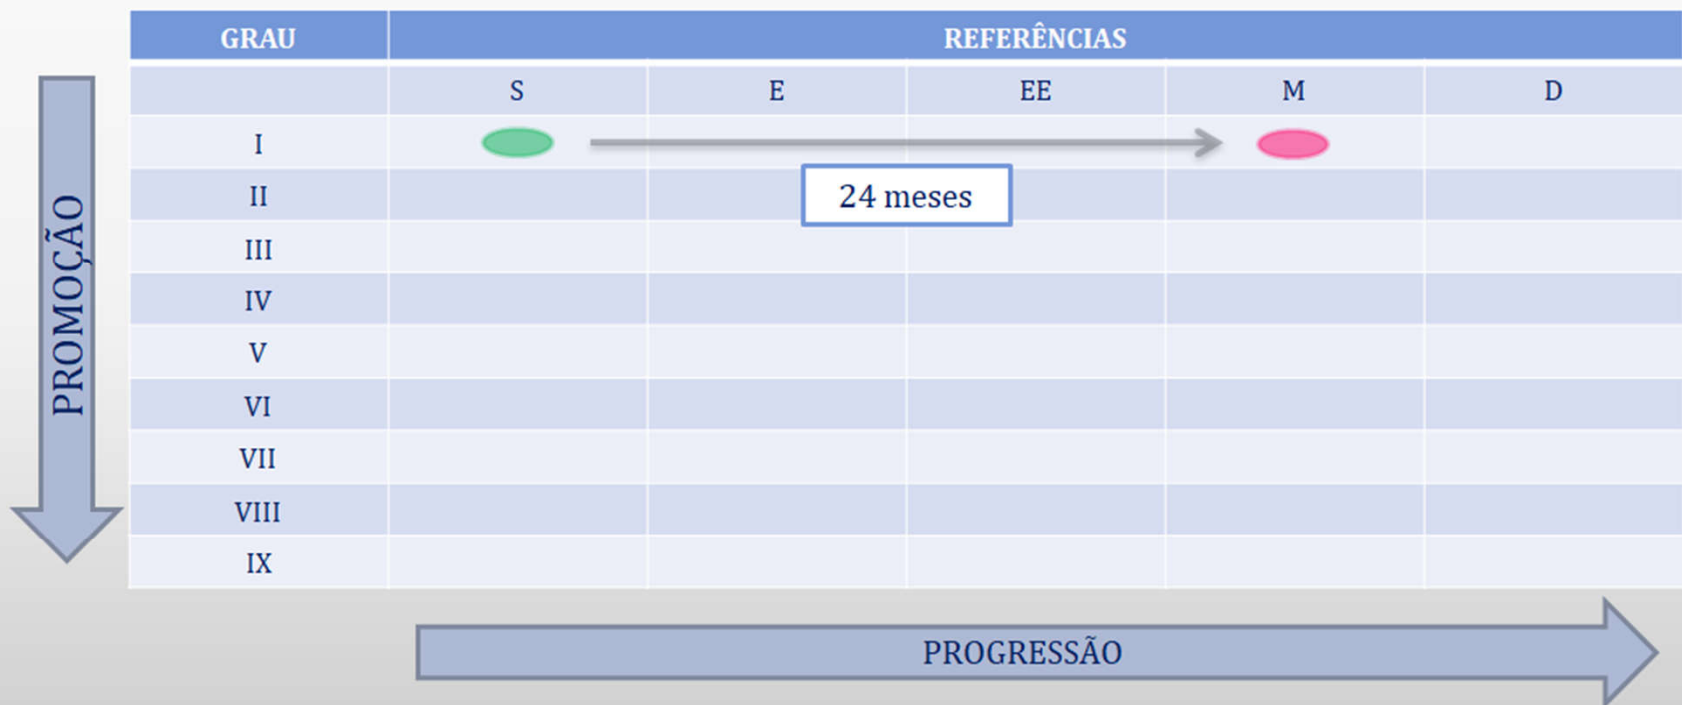 GRAU REFERÊNCIAS
S E EE M D
I
II 24 meses
III
IV
V
VI
VII
VIII
IX
PROMOÇÃO
PROGRESSÃO